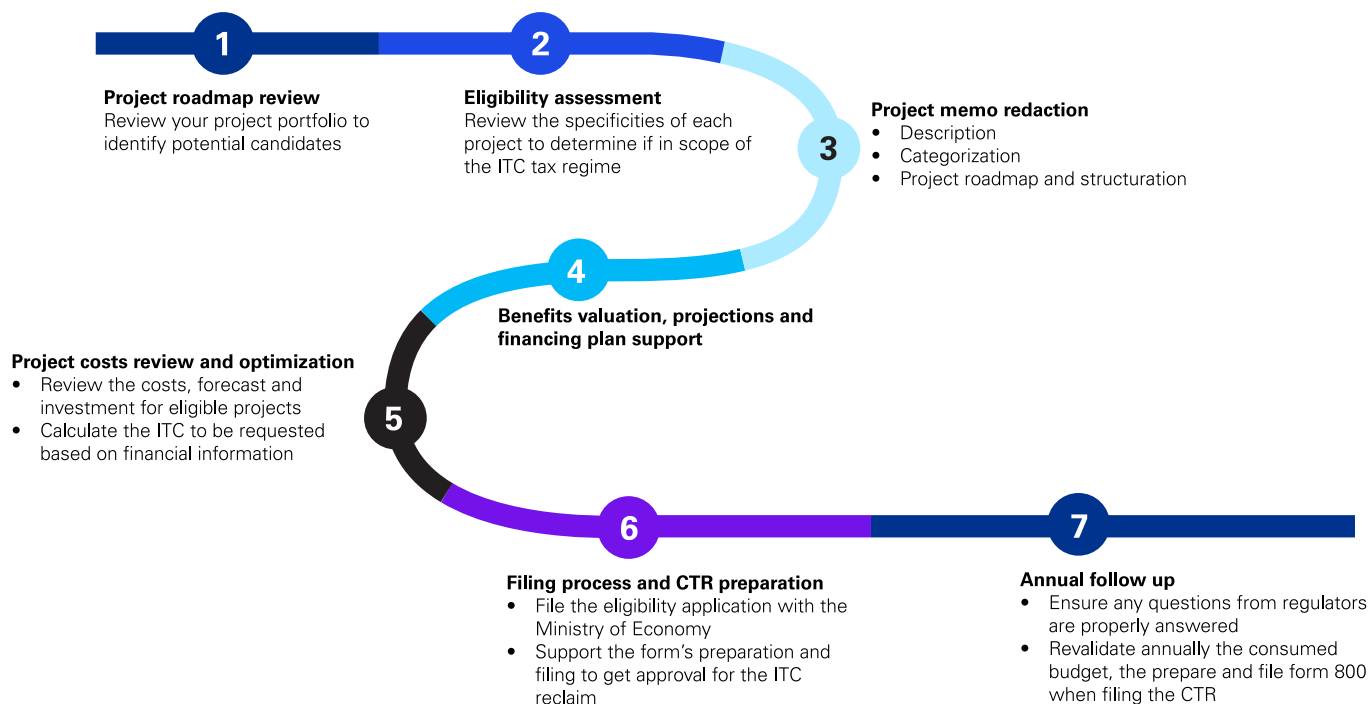 1
Project roadmap review
Review your project portfolio to
identify potential candidates
2
Eligibility assessment
Review the specificities of each
project to determine if in scope of
the ITC tax regime
3
Project memo redaction
• Description
• Categorization
• Project roadmap and structuration
4
Benefits valuation, projections and
financing plan support
5
Project costs review and optimization
• Review the costs, forecast and
investment for eligible projects
• Calculate the ITC to be requested
based on financial information
6
Filing process and CTR preparation
• File the eligibility application with the
Ministry of Economy
• Support the form’s preparation and
filing to get approval for the ITC
reclaim
7
Annual follow up
• Ensure any questions from regulators
are properly answered
• Revalidate annually the consumed
budget, the prepare and file form 800
when filing the CTR